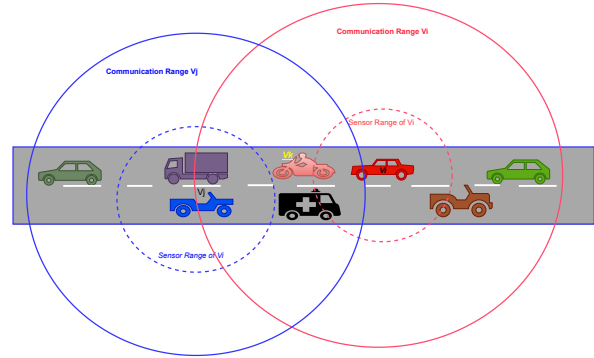 Communication Range Vi
Communication Range Vj
Sensor Range of Vi
Vk
Vi
Vj
Sensor Range of Vi